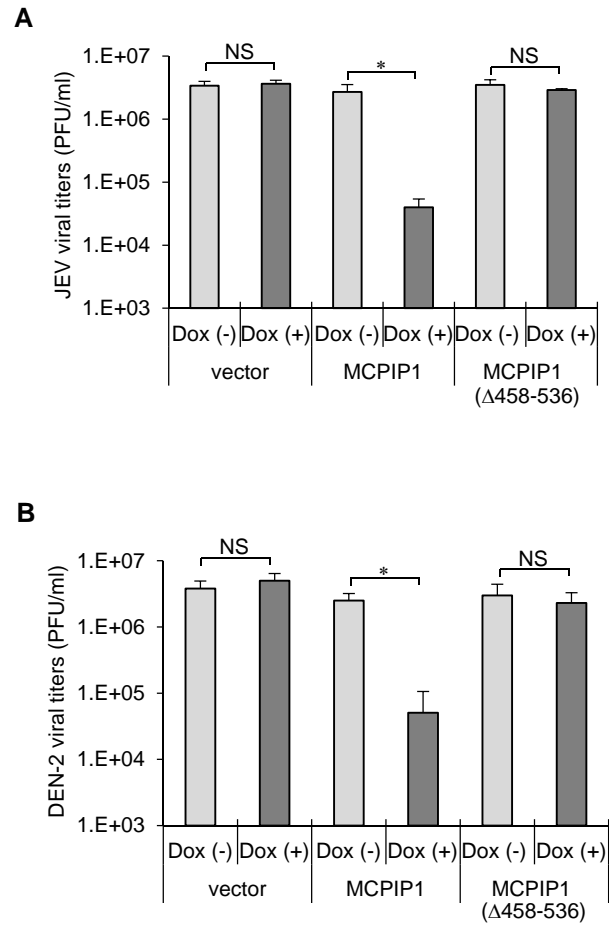 A
JEV viral titers (PFU/ml)
1.E+07
1.E+06
1.E+05
1.E+04
1.E+03
NS
*
NS
Dox (-) Dox (+) Dox (-) Dox (+) Dox (-) Dox (+)
vector MCPIP1 MCPIP1
(Δ458-536)
B
DEN-2 viral titers (PFU/ml)
1.E+07
1.E+06
1.E+05
1.E+04
1.E+03
NS
*
NS
Dox (-) Dox (+) Dox (-) Dox (+) Dox (-) Dox (+)
vector MCPIP1 MCPIP1
(Δ458-536)